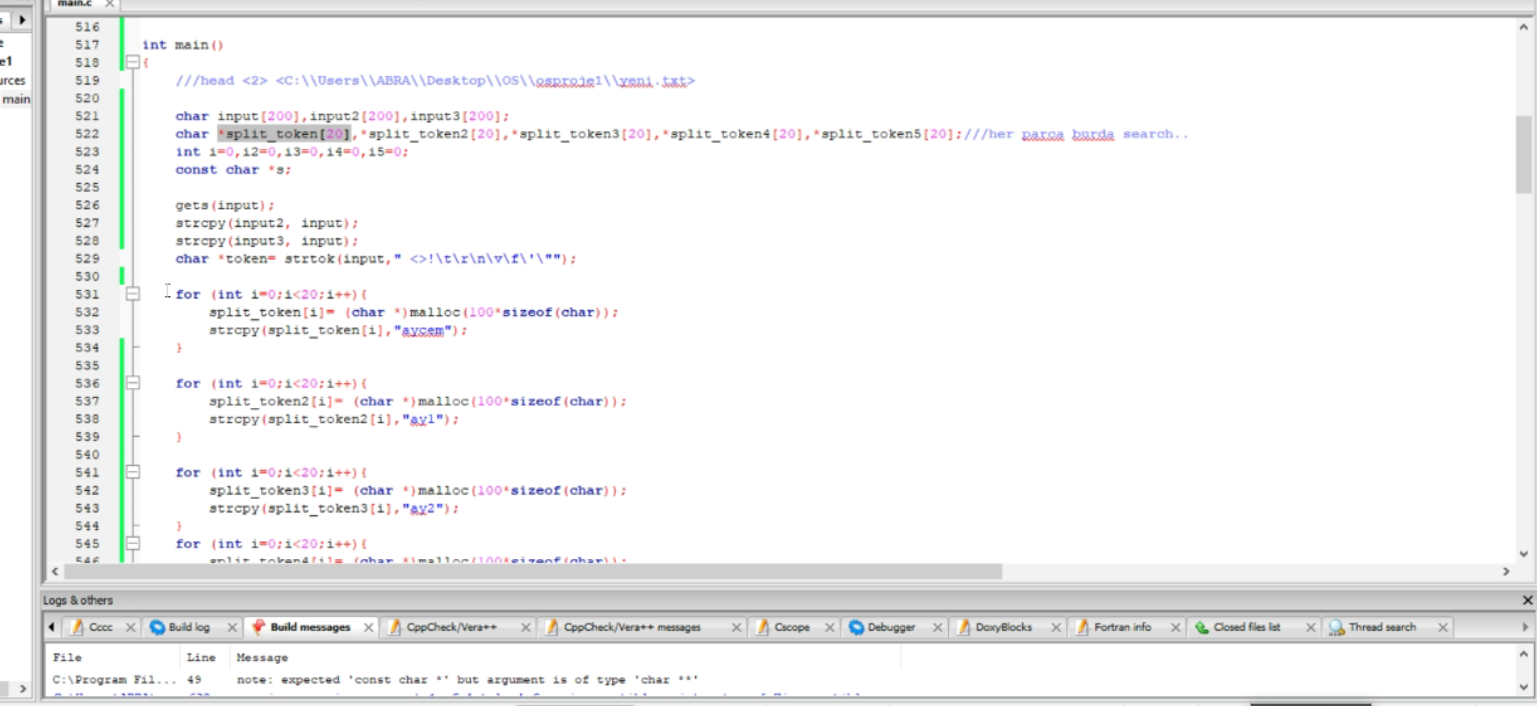 main.c
516
517 int main()
518 {
519 ///head <2> <C:\\Users\\ABRA\\Desktop\\OS\\osproje1\\yeni.txt>
520
521 char input[200],input2[200],input3[200];
522 char *split_token[20],*split_token2[20],*split_token3[20],*split_token4[20],*split_token5[20];///her parca burda search..
523 int i=0,i2=0,i3=0,i4=0,i5=0;
524 const char *s;
525
526 gets(input);
527 strcpy(input2, input);
528 strcpy(input3, input);
529 char *token= strtok(input," <>!\t\r\n\v\f\'\"");
530
531 for (int i=0;i<20;i++){
532 split_token[i]= (char *)malloc(100*sizeof(char));
533 strcpy(split_token[i],"aycem");
534 }
535
536 for (int i=0;i<20;i++){
537 split_token2[i]= (char *)malloc(100*sizeof(char));
538 strcpy(split_token2[i],"ay1");
539 }
540
541 for (int i=0;i<20;i++){
542 split_token3[i]= (char *)malloc(100*sizeof(char));
543 strcpy(split_token3[i],"ay2");
544 }
545 for (int i=0;i<20;i++){
546 split_token4[i]= (char *)malloc(100*sizeof(char));
s
e
e1
urces
main
Logs & others
Cccc Build log Build messages CppCheck/Vera++ CppCheck/Vera++ messages Cscope Debugger DoxyBlocks Fortran info Closed files list Thread search
File Line Message
C:\Program Fil... 49 note: expected 'const char *' but argument is of type 'char **'